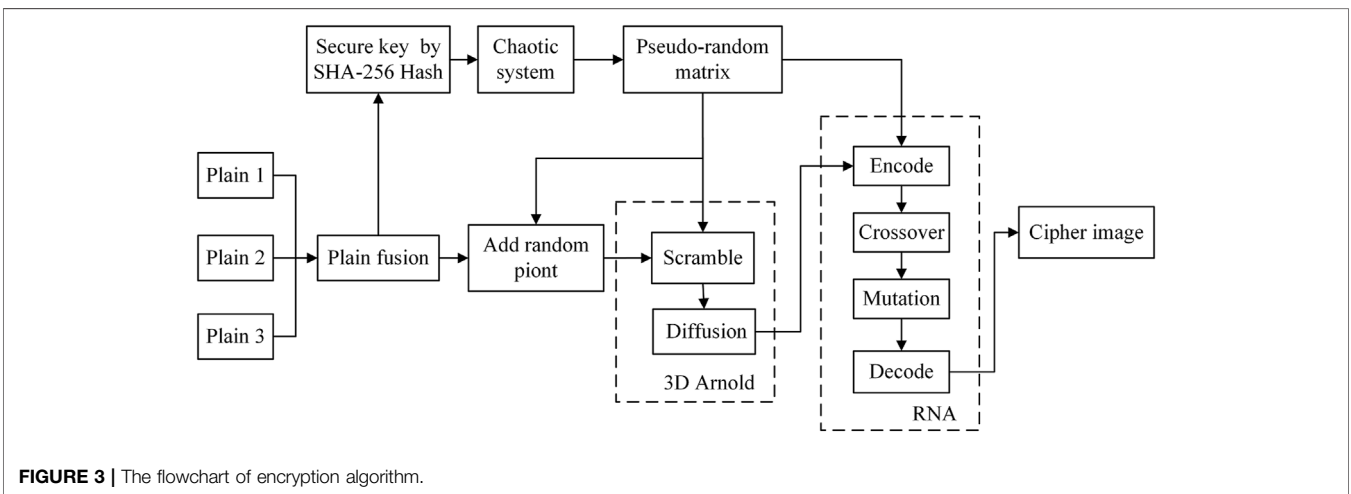 Secure key by
SHA-256 Hash
Chaotic
system
Pseudo-random
matrix
Plain 1
Plain 2
Plain 3
Plain fusion
Add random
piont
Scramble
Diffusion
3D Arnold
Encode
Crossover
Mutation
Decode
RNA
Cipher image
FIGURE 3 | The flowchart of encryption algorithm.